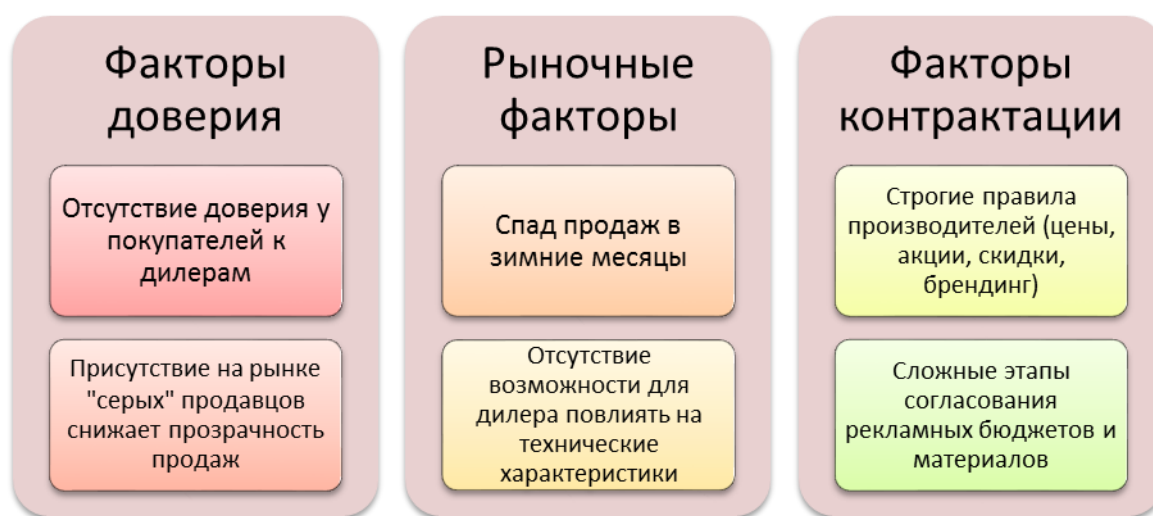 Факторы
доверия
Отсутствие доверия у
покупателей к
дилерам
Присутствие на рынке
"серых" продавцов
снижает прозрачность
продаж
Рыночные
факторы
Спад продаж в
зимние месяцы
Отсутствие
возможности для
дилера повлиять на
технические
характеристики
Факторы
контрактации
Строгие правила
производителей (цены,
акции, скидки,
брендинг)
Сложные этапы
согласования
рекламных бюджетов и
материалов